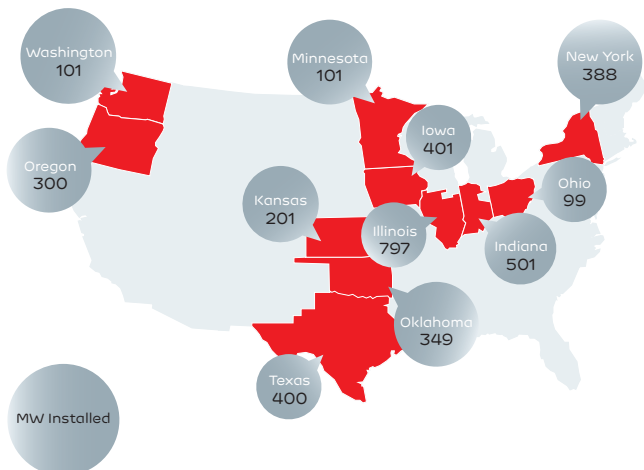 Washington
101
Minnesota
101
New York
388
Iowa
401
Oregon
300
Ohio
99
Kansas
201
Illinois
797
Indiana
501
Oklahoma
349
Texas
400
MW Installed